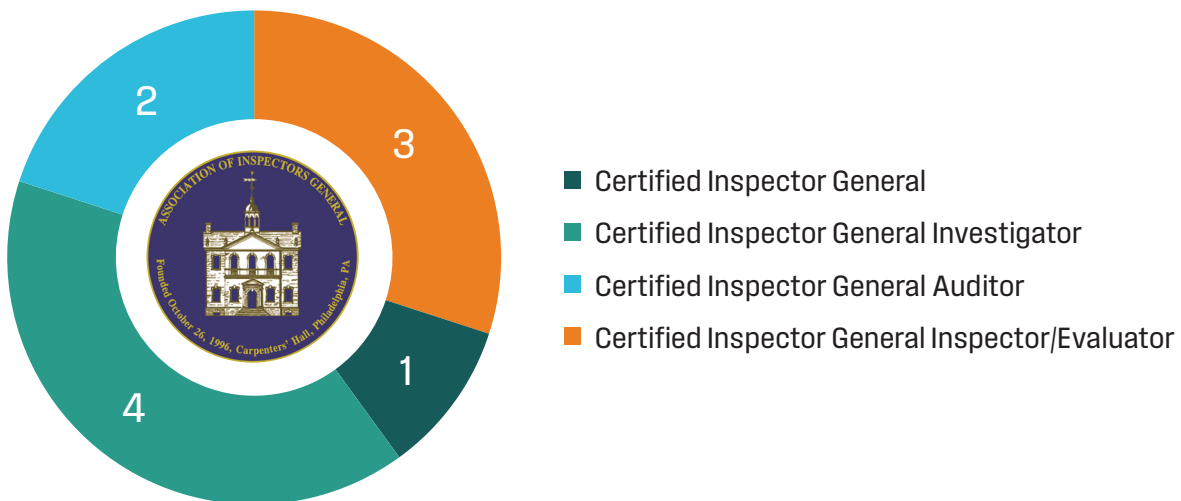 2
3
1
4
ASSOCIATION OF INSPECTORS GENERAL
Founded October 26, 1996, Carpenters' Hall, Philadelphia, PA
Certified Inspector General
Certified Inspector General Investigator
Certified Inspector General Auditor
Certified Inspector General Inspector/Evaluator